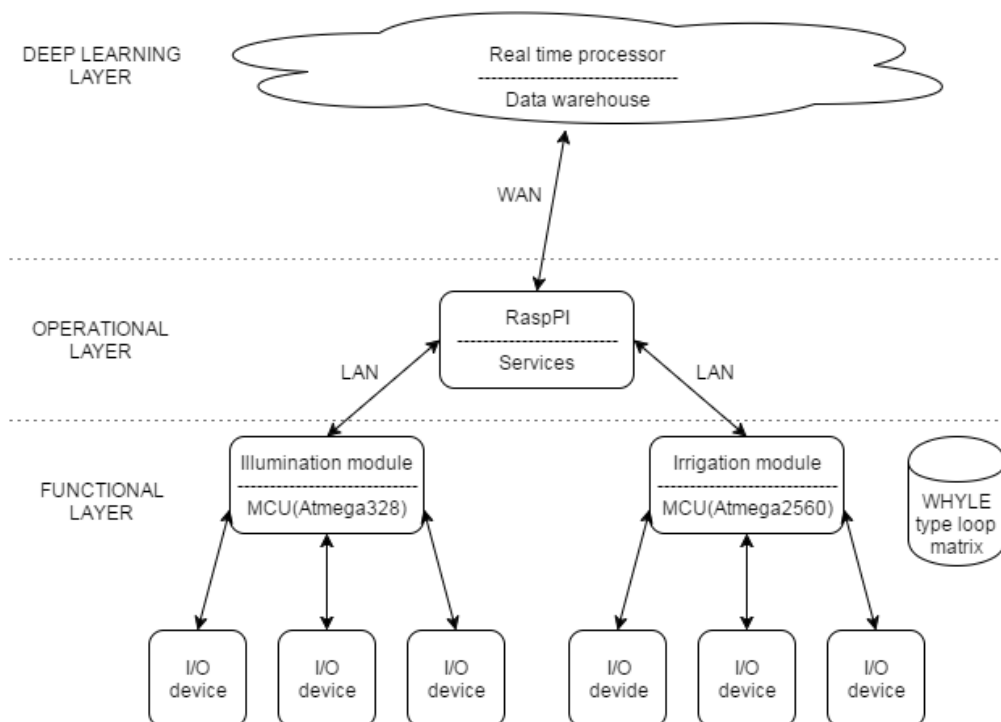 DEEP LEARNING
LAYER
Real time processor
Data warehouse
WAN
OPERATIONAL
LAYER
RaspPI
Services
LAN
LAN
FUNCTIONAL
LAYER
Illumination module
MCU(Atmega328)
Irrigation module
MCU(Atmega2560)
WHYLE
type loop
matrix
I/O
device
I/O
device
I/O
device
I/O
devide
I/O
device
I/O
device